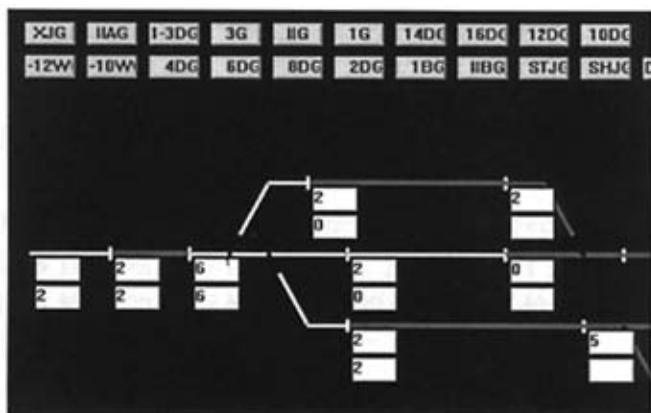 XJG IIAG 1-3DG 3G IIG 1G 14DG 16DG 12DG 10DG
-12W -10W 4DG 6DG 8DG 2DG 1BG IIBG STJG SHJG
2 2
0
2 6 2 0
2 2 6 0
2 5
2